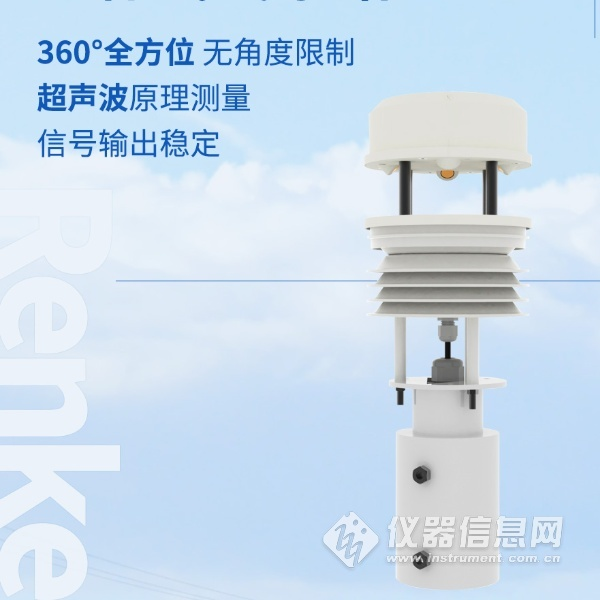 360°全方位 无角度限制
超声波原理测量
信号输出稳定
Renke
仪器信息网
www.instrument.com.cn